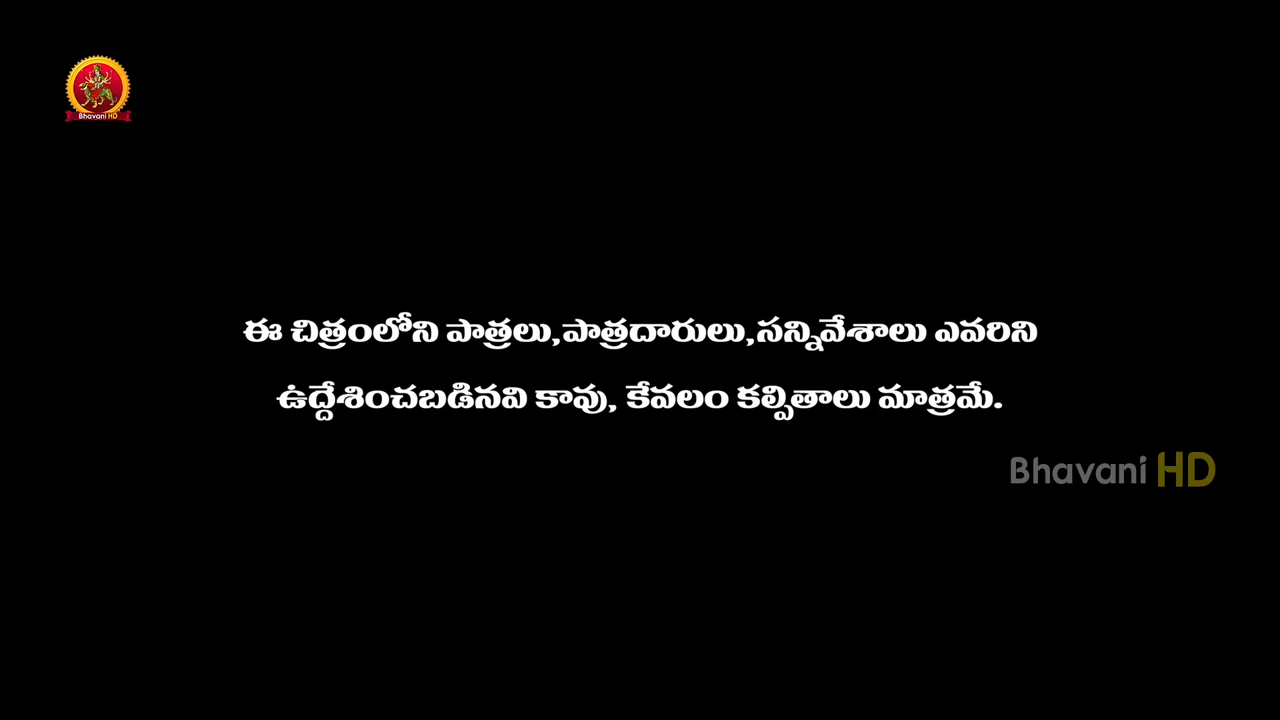 Bhavani HD
ఈ చిత్రంలోని పాత్రలు,పాత్రదారులు,సన్నివేశాలు ఎవరిని
ఉద్దేశించబడినవి కావు, కేవలం కల్పితాలు మాత్రమే.
Bhavani HD